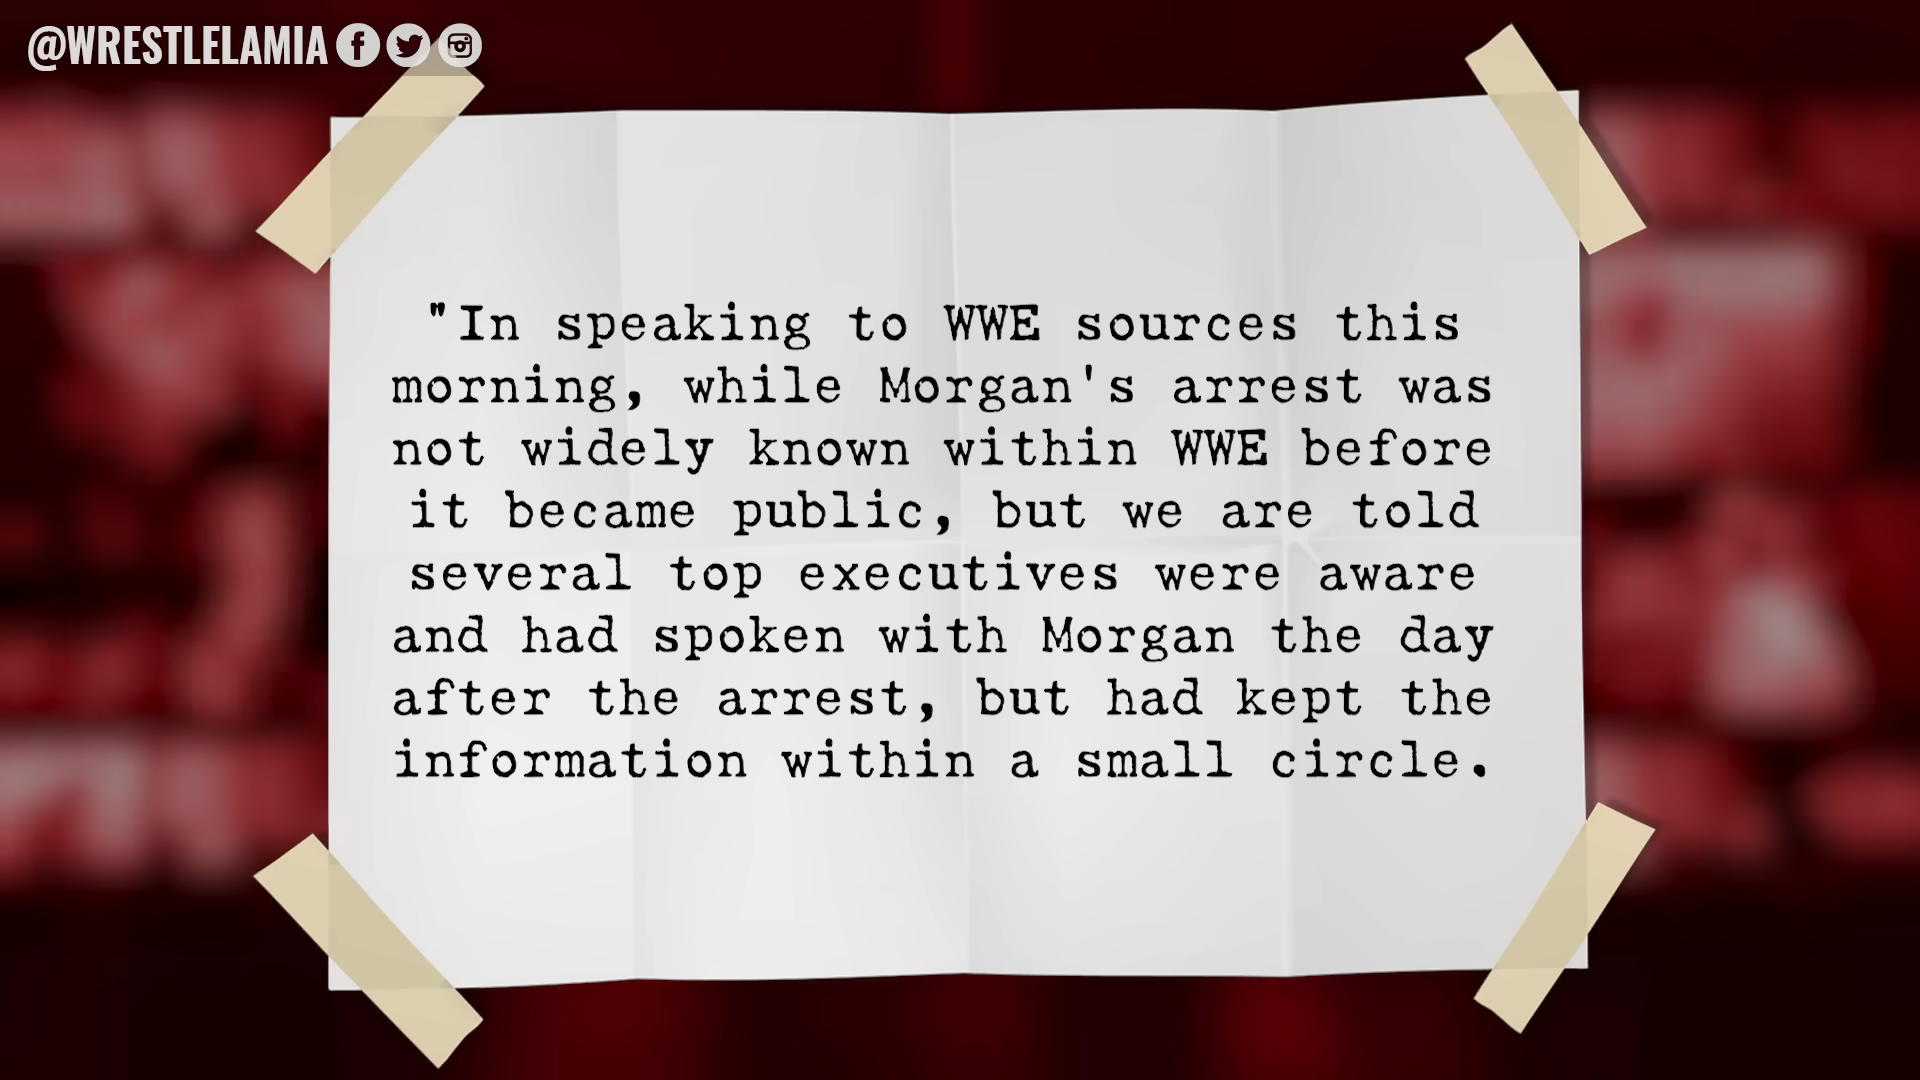 @WRESTLELAMIA
"In speaking to WWE sources this
morning, while Morgan's arrest was
not widely known within WWE before
it became public, but we are told
several top executives were aware
and had spoken with Morgan the day
after the arrest, but had kept the
information within a small circle.